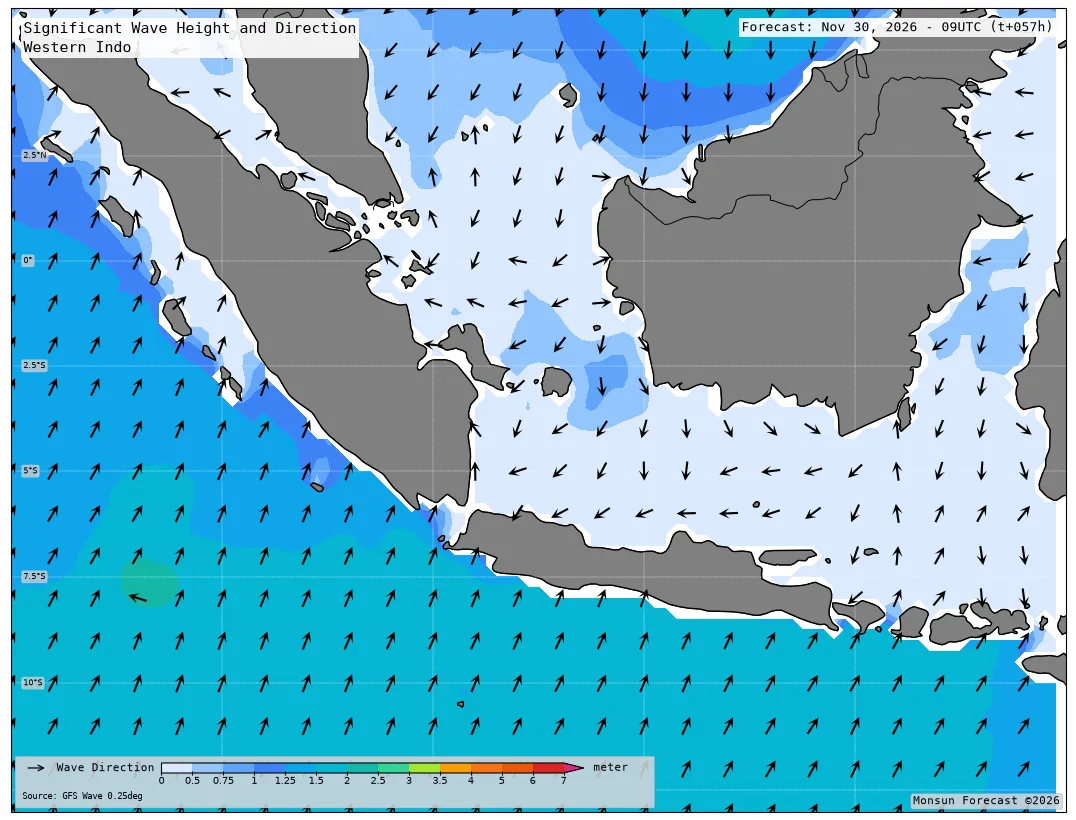 Significant Wave Height and Direction
Western Indo
Forecast: Nov 30, 2026 - 09UTC (t+057h)
2.5°N
0°
2.5°S
5°S
7.5°S
10°S
Wave Direction
0 0.5 0.75 1 1.25 1.5 2 2.5 3 3.5 4 5 6 7
meter
Source: GFS Wave 0.25deg
Monsun Forecast ©2026